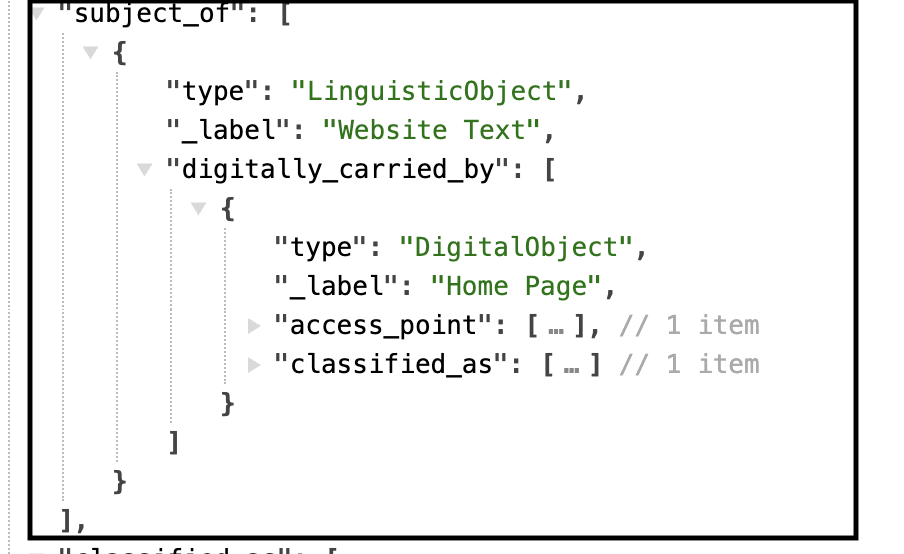 "subject_of": [
{
"type": "LinguisticObject",
"_label": "Website Text",
"digitally_carried_by": [
{
"type": "DigitalObject",
"_label": "Home Page",
"access_point": [ … ], // 1 item
"classified_as": [ … ] // 1 item
}
]
}
],
"classified_as": [